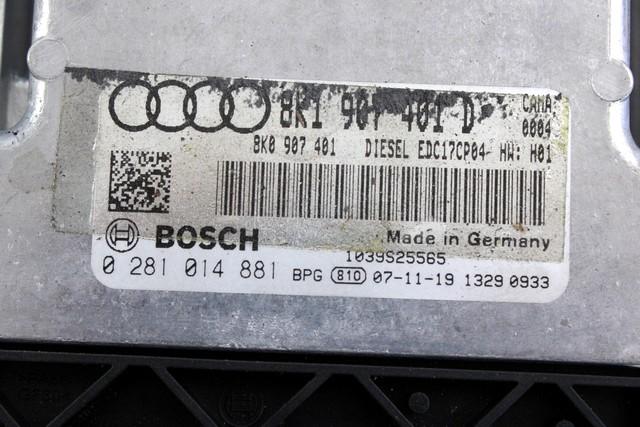 8K1 907 401 D
CAMA
0004
8K0 907 401 DIESEL EDC17CP04 HW: H01
BOSCH
Made in Germany
1039S25565
0 281 014 881 BPG 810 07-11-19 1329 0933